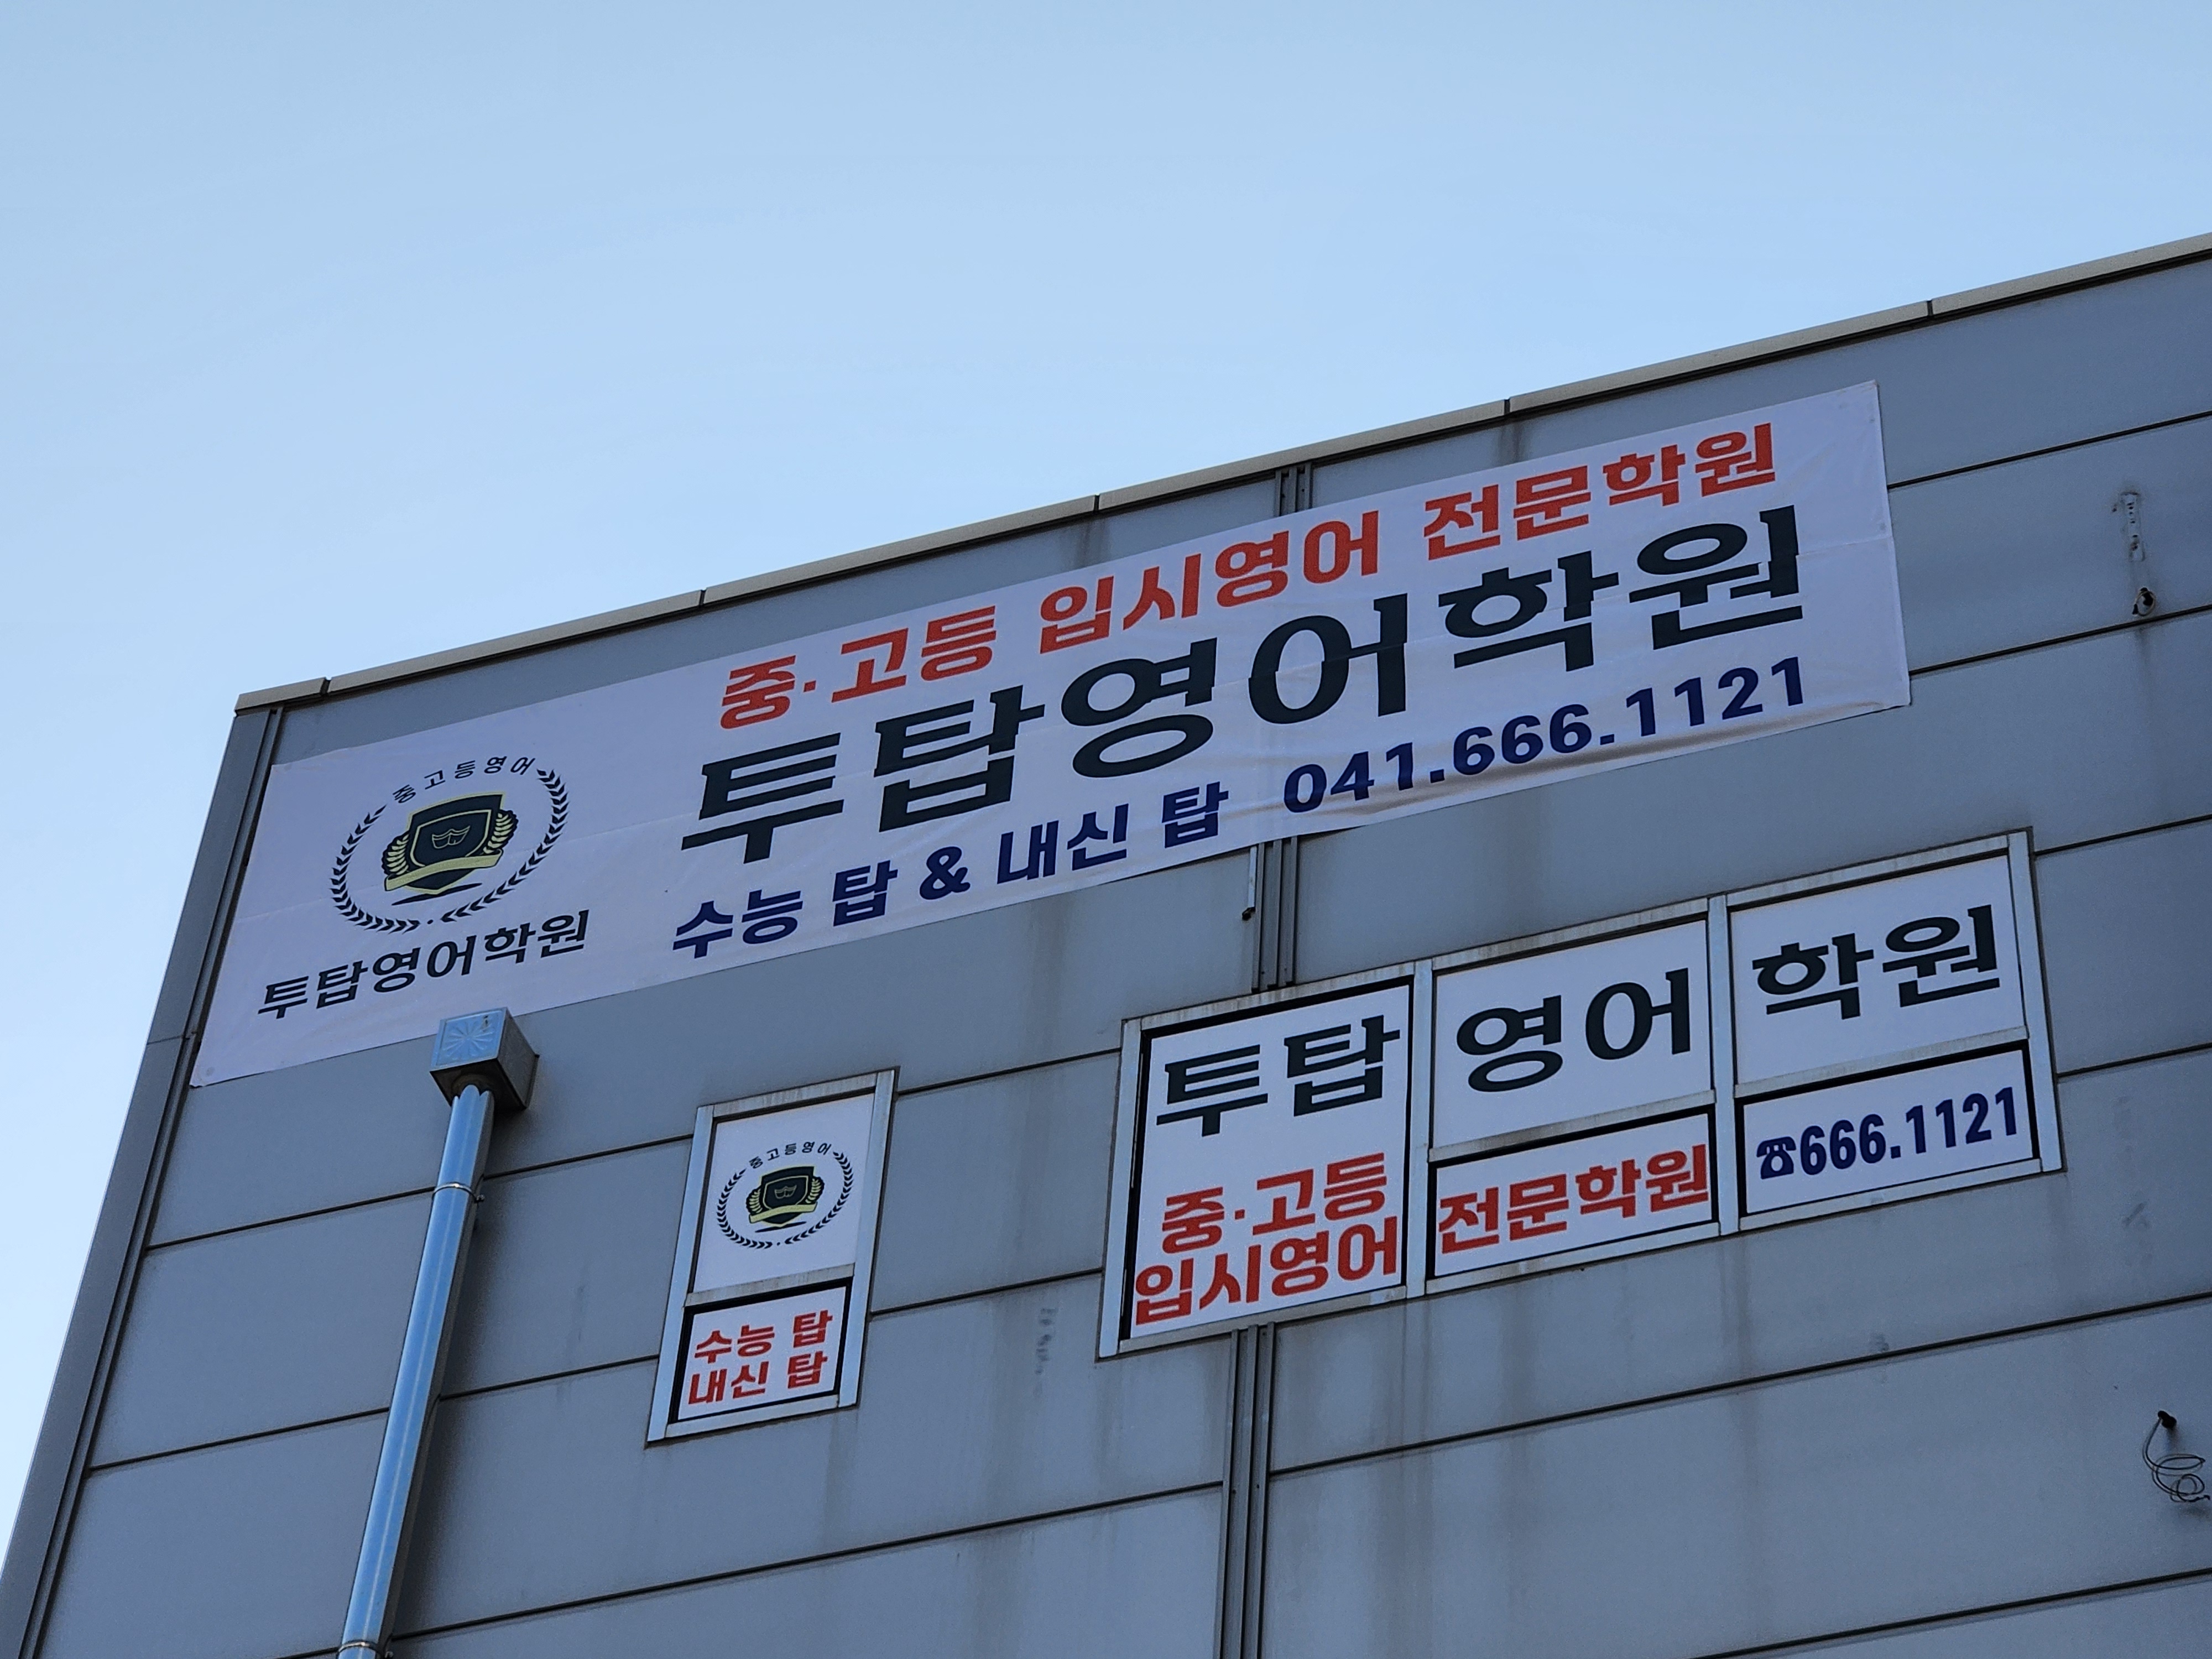 중·고등 입시영어 전문학원
투탑영어학원
수능 탑 & 내신 탑 041.666.1121
중고등영어
투탑영어학원
투탑 영어 학원
중·고등
입시영어
전문학원
☎666.1121
중고등영어
수능 탑
내신 탑